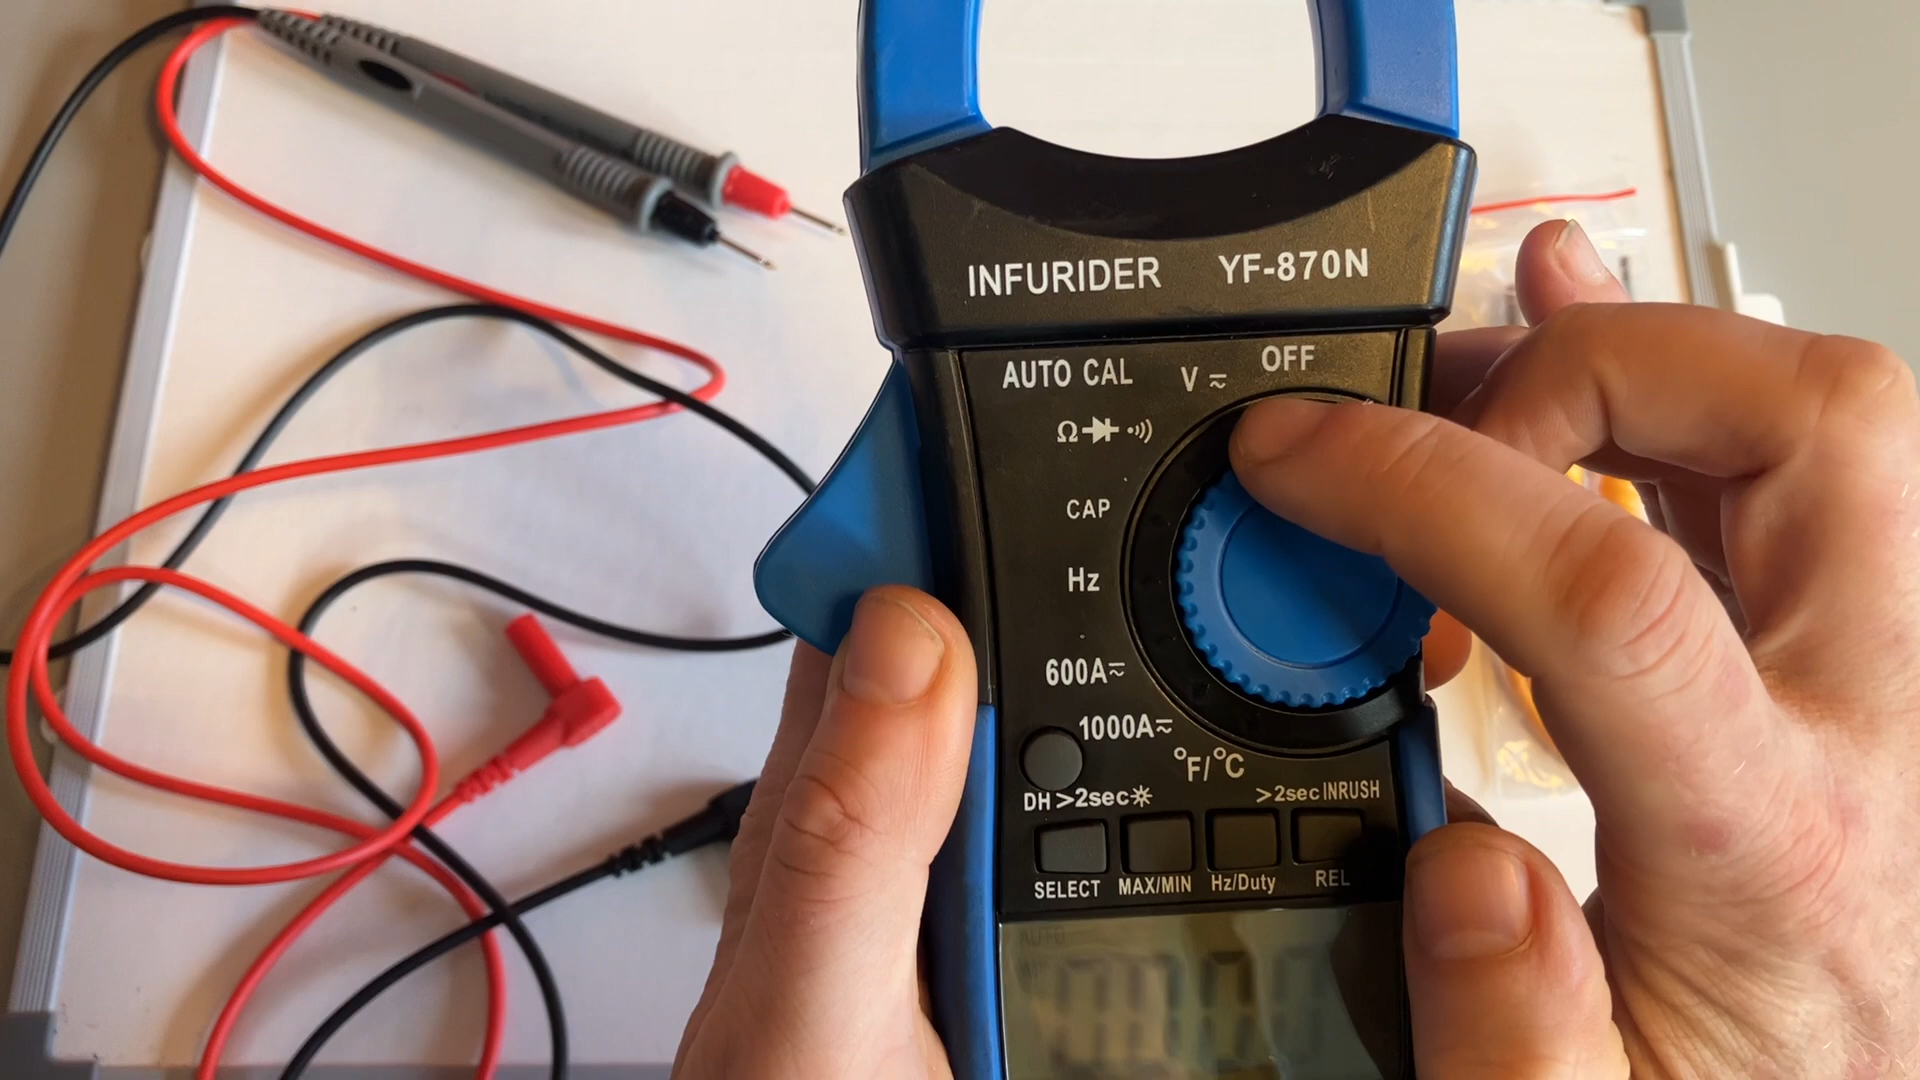 INFURIDER YF-870N
AUTO CAL V⎓ OFF
Ω
CAP
Hz
600A
1000A
°F/°C
DH >2sec☀ >2sec INRUSH
SELECT MAX/MIN Hz/Duty REL
AUTO